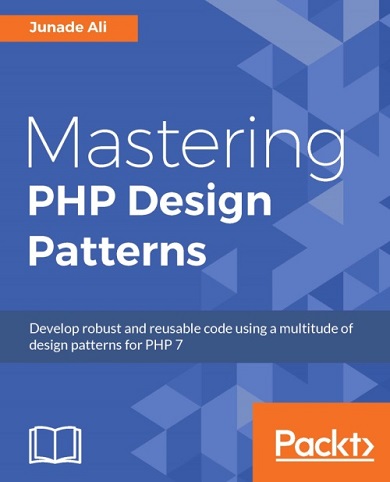 Junade Ali
Mastering
PHP Design
Patterns
Develop robust and reusable code using a multitude of
design patterns for PHP 7
Packt>